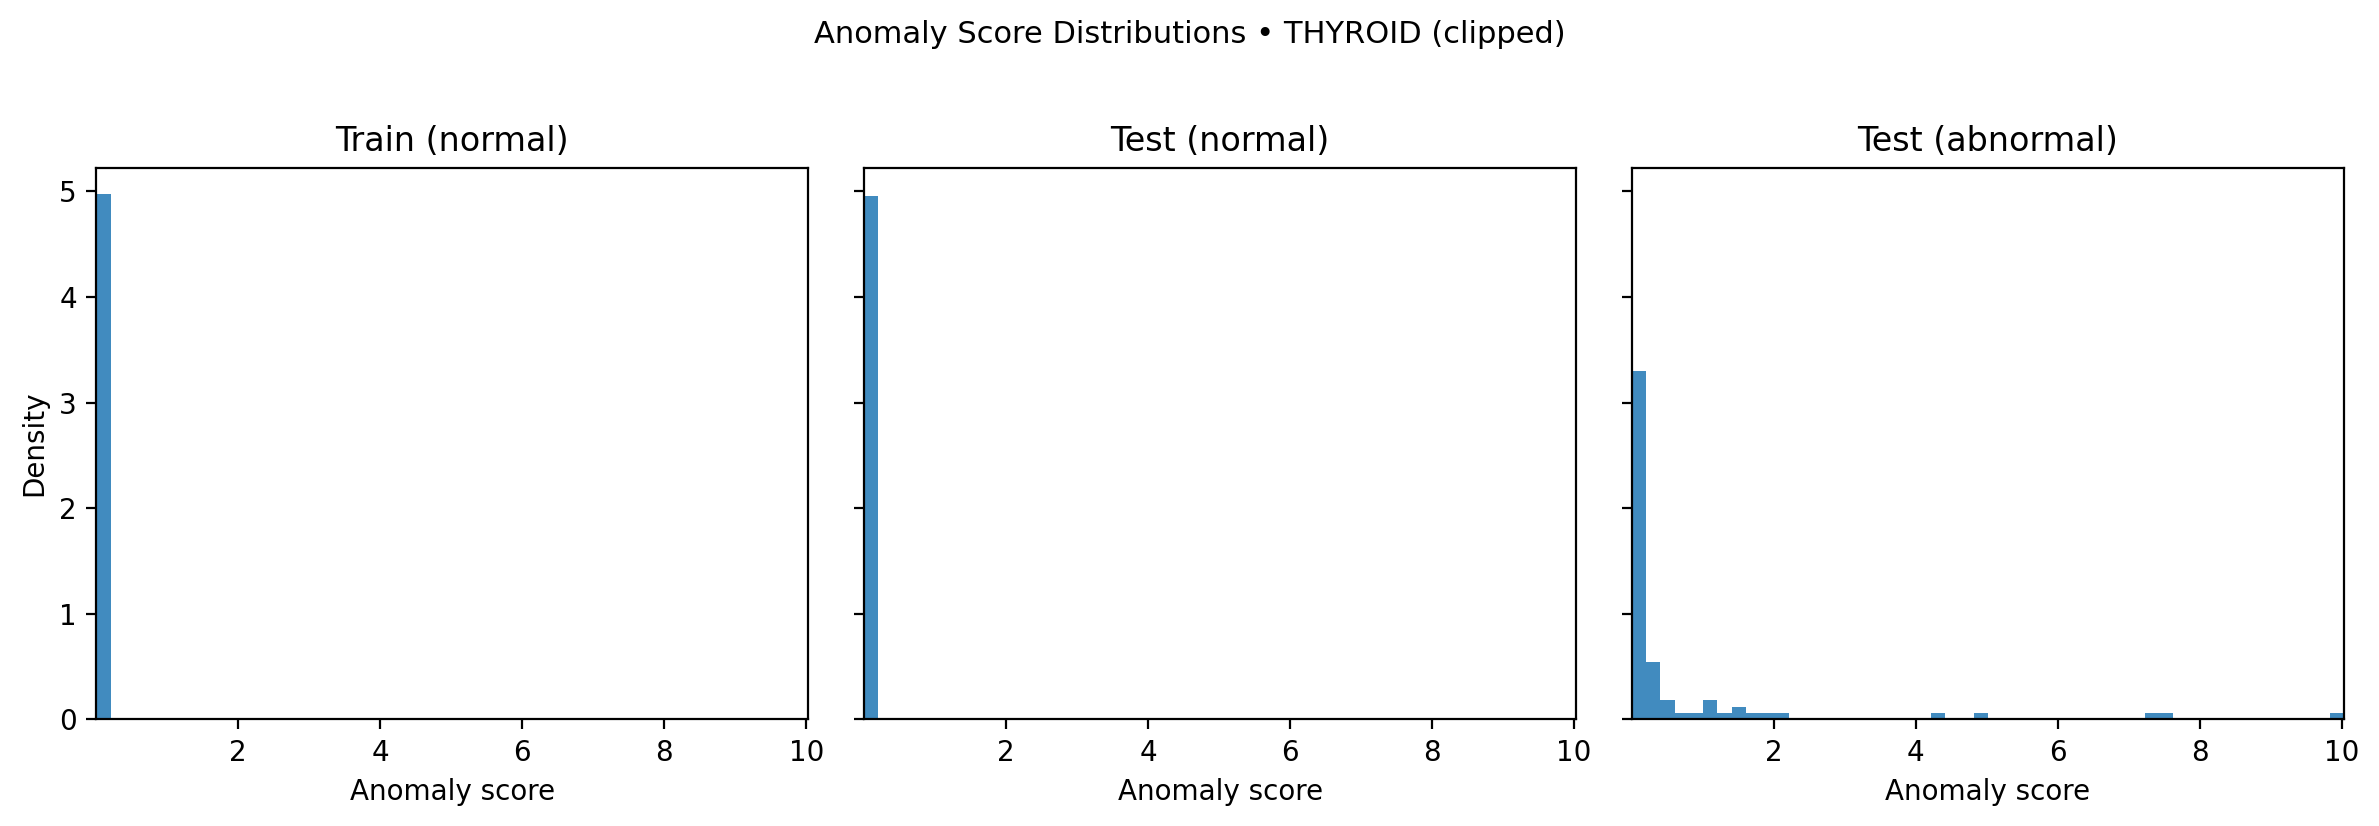 Anomaly Score Distributions • THYROID (clipped)
Train (normal)
Test (normal)
Test (abnormal)
Density
5
4
3
2
1
0
2 4 6 8 10
2 4 6 8 10
2 4 6 8 10
Anomaly score
Anomaly score
Anomaly score